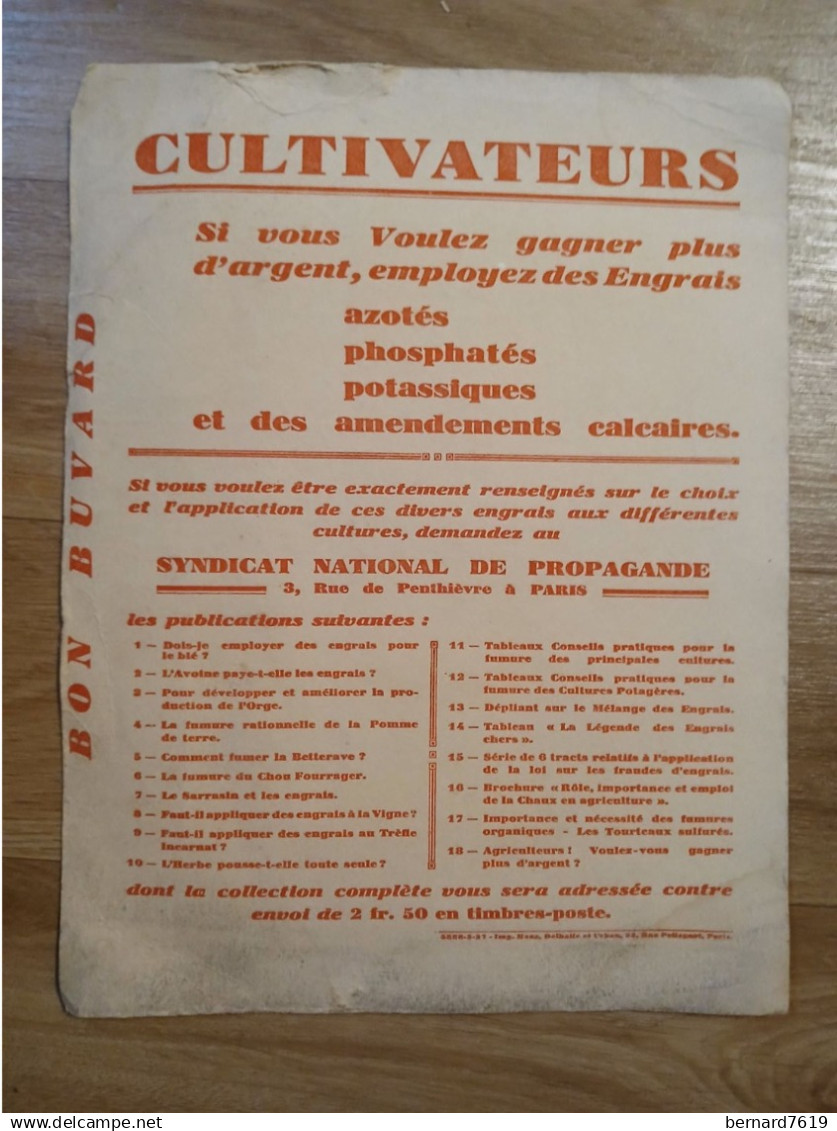 CULTIVATEURS
Si vous Voulez gagner plus
d'argent, employez des Engrais
azotés
phosphatés
potassiques
et des amendements calcaires.
BON BUVARD
Si vous voulez être exactement renseignés sur le choix
et l'application de ces divers engrais aux différentes
cultures, demandez au
SYNDICAT NATIONAL DE PROPAGANDE
3, Rue de Penthièvre à PARIS
les publications suivantes :
1 — Dois-je employer des engrais pour
le blé ?
2 — L'Avoine paye-t-elle les engrais ?
3 — Pour développer et améliorer la pro-
duction de l'Orge.
4 — La fumure rationnelle de la Pomme
de terre.
5 — Comment fumer la Betterave ?
6 — La fumure du Chou Fourrager.
7 — Le Sarrasin et les engrais.
8 — Faut-il appliquer des engrais à la Vigne ?
9 — Faut-il appliquer des engrais au Trèfle
Incarnat ?
10 — L'Herbe pousse-t-elle toute seule ?
11 — Tableaux Conseils pratiques pour la
fumure des principales cultures.
12 — Tableaux Conseils pratiques pour la
fumure des Cultures Potagères.
13 — Dépliant sur le Mélange des Engrais.
14 — Tableau « La Légende des Engrais
chers ».
15 — Série de 6 tracts relatifs à l'application
de la loi sur les fraudes d'engrais.
16 — Brochure « Rôle, importance et emploi
de la Chaux en agriculture ».
17 — Importance et nécessité des fumures
organiques - Les Tourteaux sulfurés.
18 — Agriculteurs ! Voulez-vous gagner
plus d'argent ?
dont la collection complète vous sera adressée contre
envoi de 2 fr. 50 en timbres-poste.
Imp. et Rue Paris.
delcampe.net
bernard7619